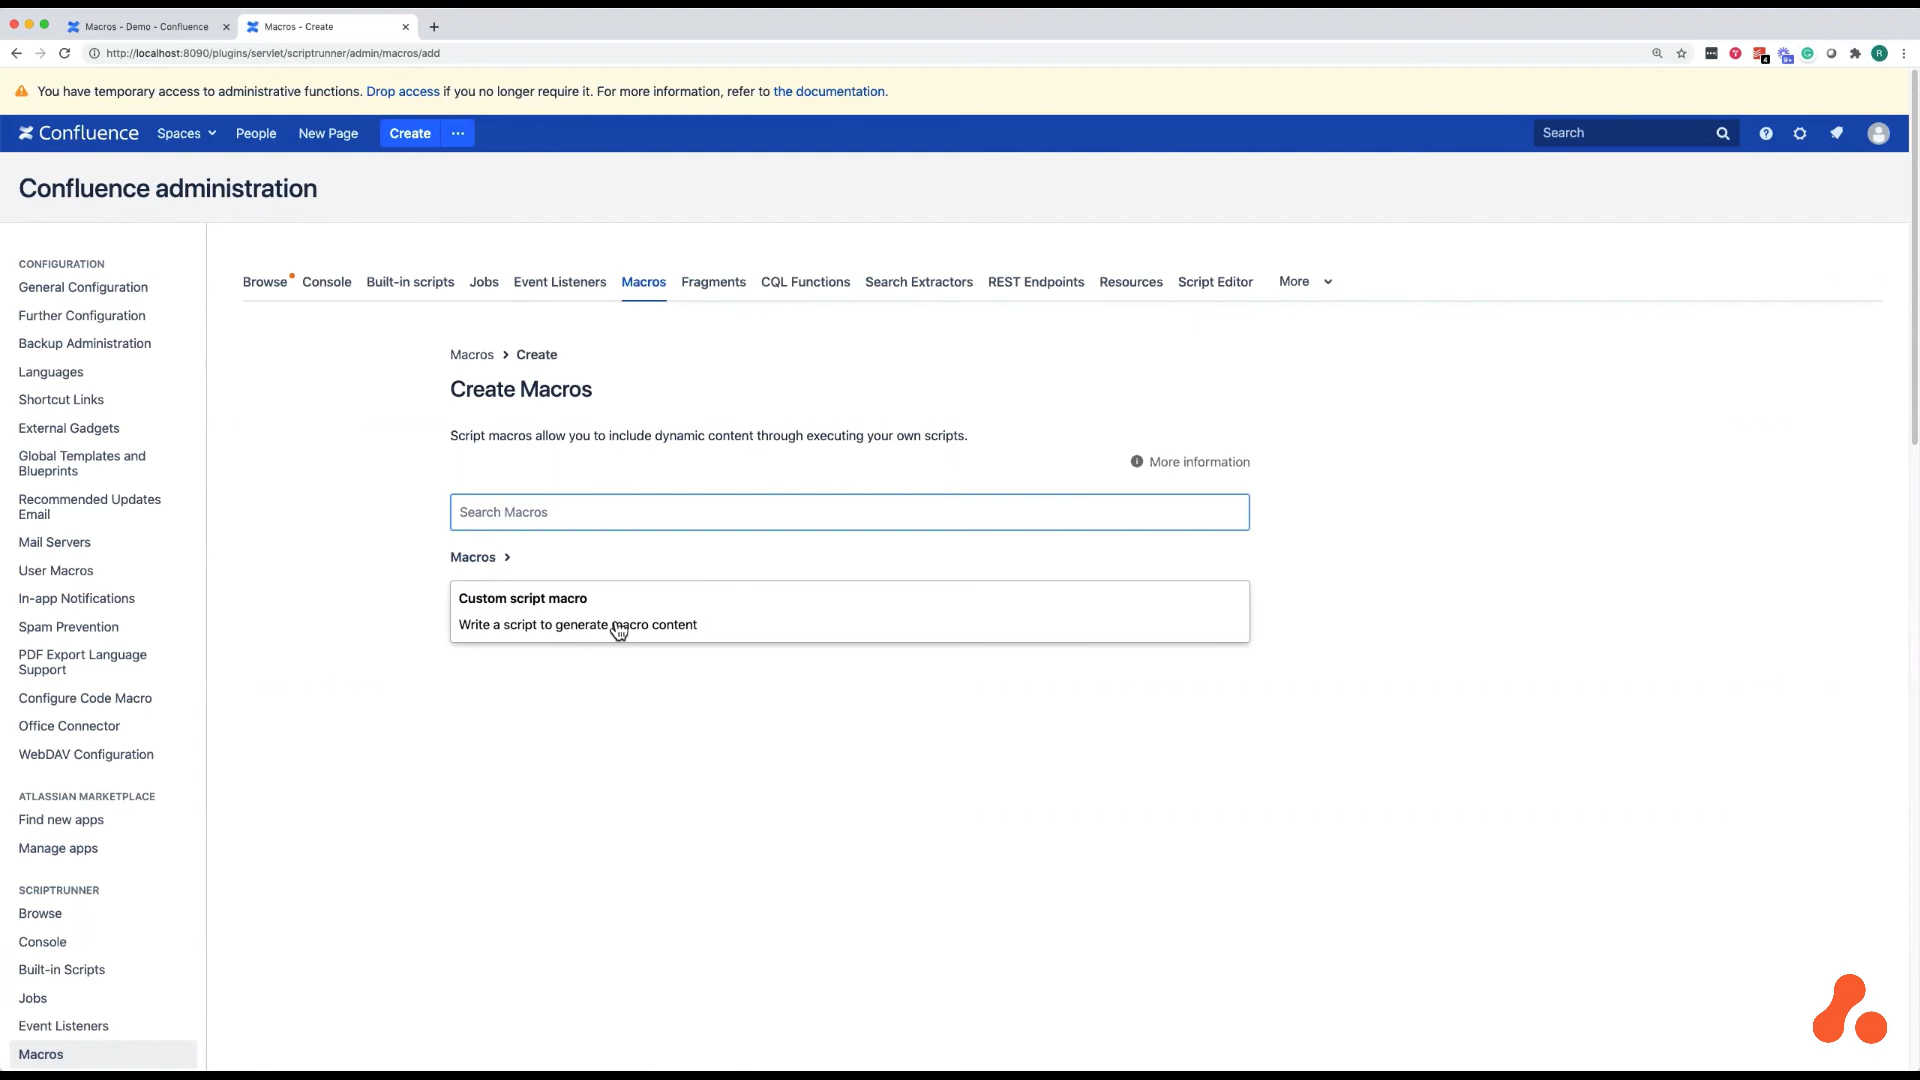 Macros - Demo - Confluence
Macros - Create
http://localhost:8090/plugins/servlet/scriptrunner/admin/macros/add
4
9+
R
You have temporary access to administrative functions. Drop access if you no longer require it. For more information, refer to the documentation.
Confluence
Spaces
People
New Page
Create
Search
Confluence administration
CONFIGURATION
General Configuration
Further Configuration
Backup Administration
Languages
Shortcut Links
External Gadgets
Global Templates and
Blueprints
Recommended Updates
Email
Mail Servers
User Macros
In-app Notifications
Spam Prevention
PDF Export Language
Support
Configure Code Macro
Office Connector
WebDAV Configuration
ATLASSIAN MARKETPLACE
Find new apps
Manage apps
SCRIPTRUNNER
Browse
Console
Built-in Scripts
Jobs
Event Listeners
Macros
Browse Console Built-in scripts Jobs Event Listeners Macros Fragments CQL Functions Search Extractors REST Endpoints Resources Script Editor More
Macros > Create
Create Macros
Script macros allow you to include dynamic content through executing your own scripts.
More information
Search Macros
Macros >
Custom script macro
Write a script to generate macro content